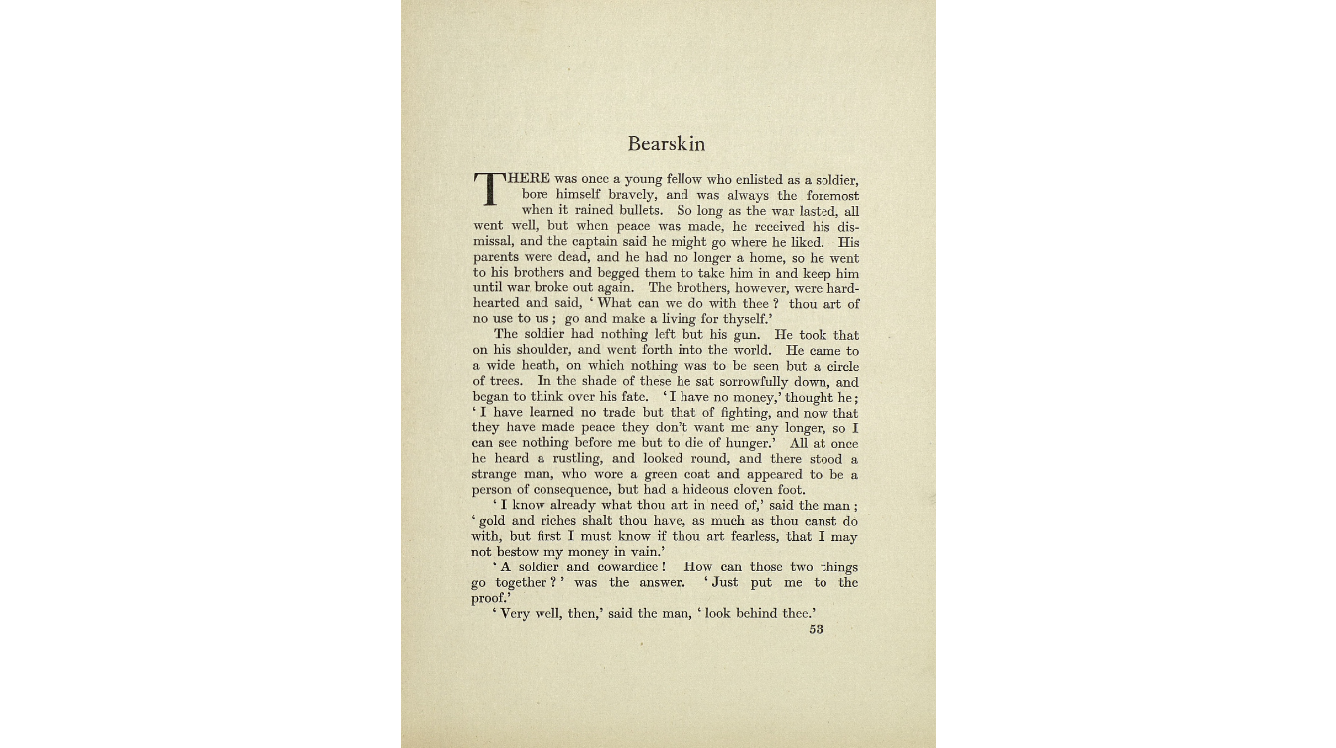 Bearskin
THERE was once a young fellow who enlisted as a soldier,
bore himself bravely, and was always the foremost
when it rained bullets. So long as the war lasted, all
went well, but when peace was made, he received his dis-
missal, and the captain said he might go where he liked. His
parents were dead, and he had no longer a home, so he went
to his brothers and begged them to take him in and keep him
until war broke out again. The brothers, however, were hard-
hearted and said, ‘ What can we do with thee ? thou art of
no use to us ; go and make a living for thyself.’
The soldier had nothing left but his gun. He took that
on his shoulder, and went forth into the world. He came to
a wide heath, on which nothing was to be seen but a circle
of trees. In the shade of these he sat sorrowfully down, and
began to think over his fate. ‘ I have no money,’ thought he ;
‘ I have learned no trade but that of fighting, and now that
they have made peace they don’t want me any longer, so I
can see nothing before me but to die of hunger.’ All at once
he heard a rustling, and looked round, and there stood a
strange man, who wore a green coat and appeared to be a
person of consequence, but had a hideous cloven foot.
‘ I know already what thou art in need of,’ said the man ;
‘ gold and riches shalt thou have, as much as thou canst do
with, but first I must know if thou art fearless, that I may
not bestow my money in vain.’
‘ A soldier and cowardice ! How can those two things
go together ? ’ was the answer. ‘ Just put me to the
proof.’
‘ Very well, then,’ said the man, ‘ look behind thee.’
53